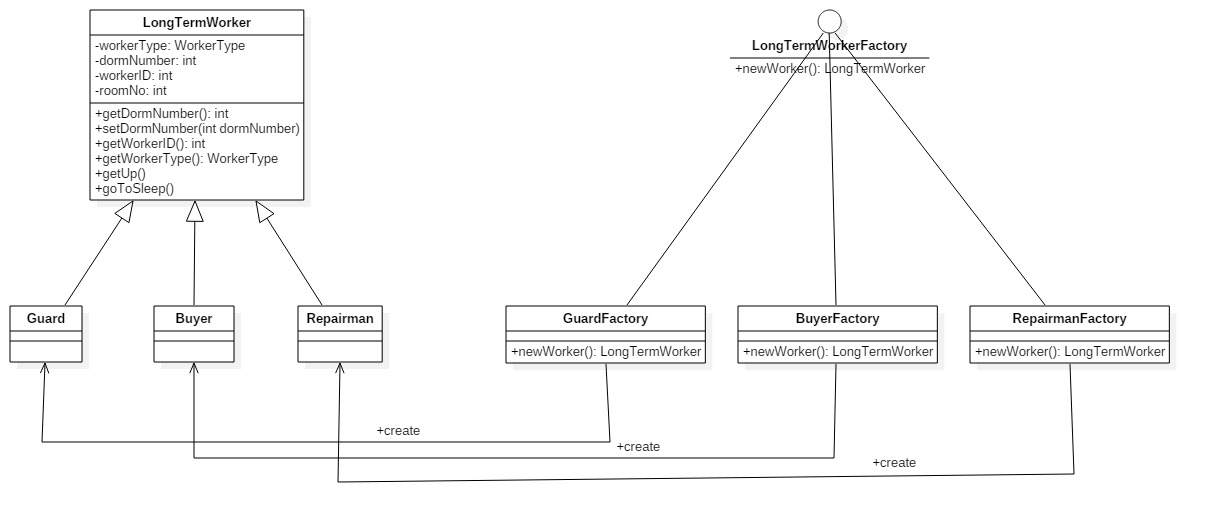 LongTermWorker
-workerType: WorkerType
-dormNumber: int
-workerID: int
-roomNo: int
+getDormNumber(): int
+setDormNumber(int dormNumber)
+getWorkerID(): int
+getWorkerType(): WorkerType
+getUp()
+goToSleep()
LongTermWorkerFactory
+newWorker(): LongTermWorker
Guard
Buyer
Repairman
GuardFactory
+newWorker(): LongTermWorker
BuyerFactory
+newWorker(): LongTermWorker
RepairmanFactory
+newWorker(): LongTermWorker
+create
+create
+create